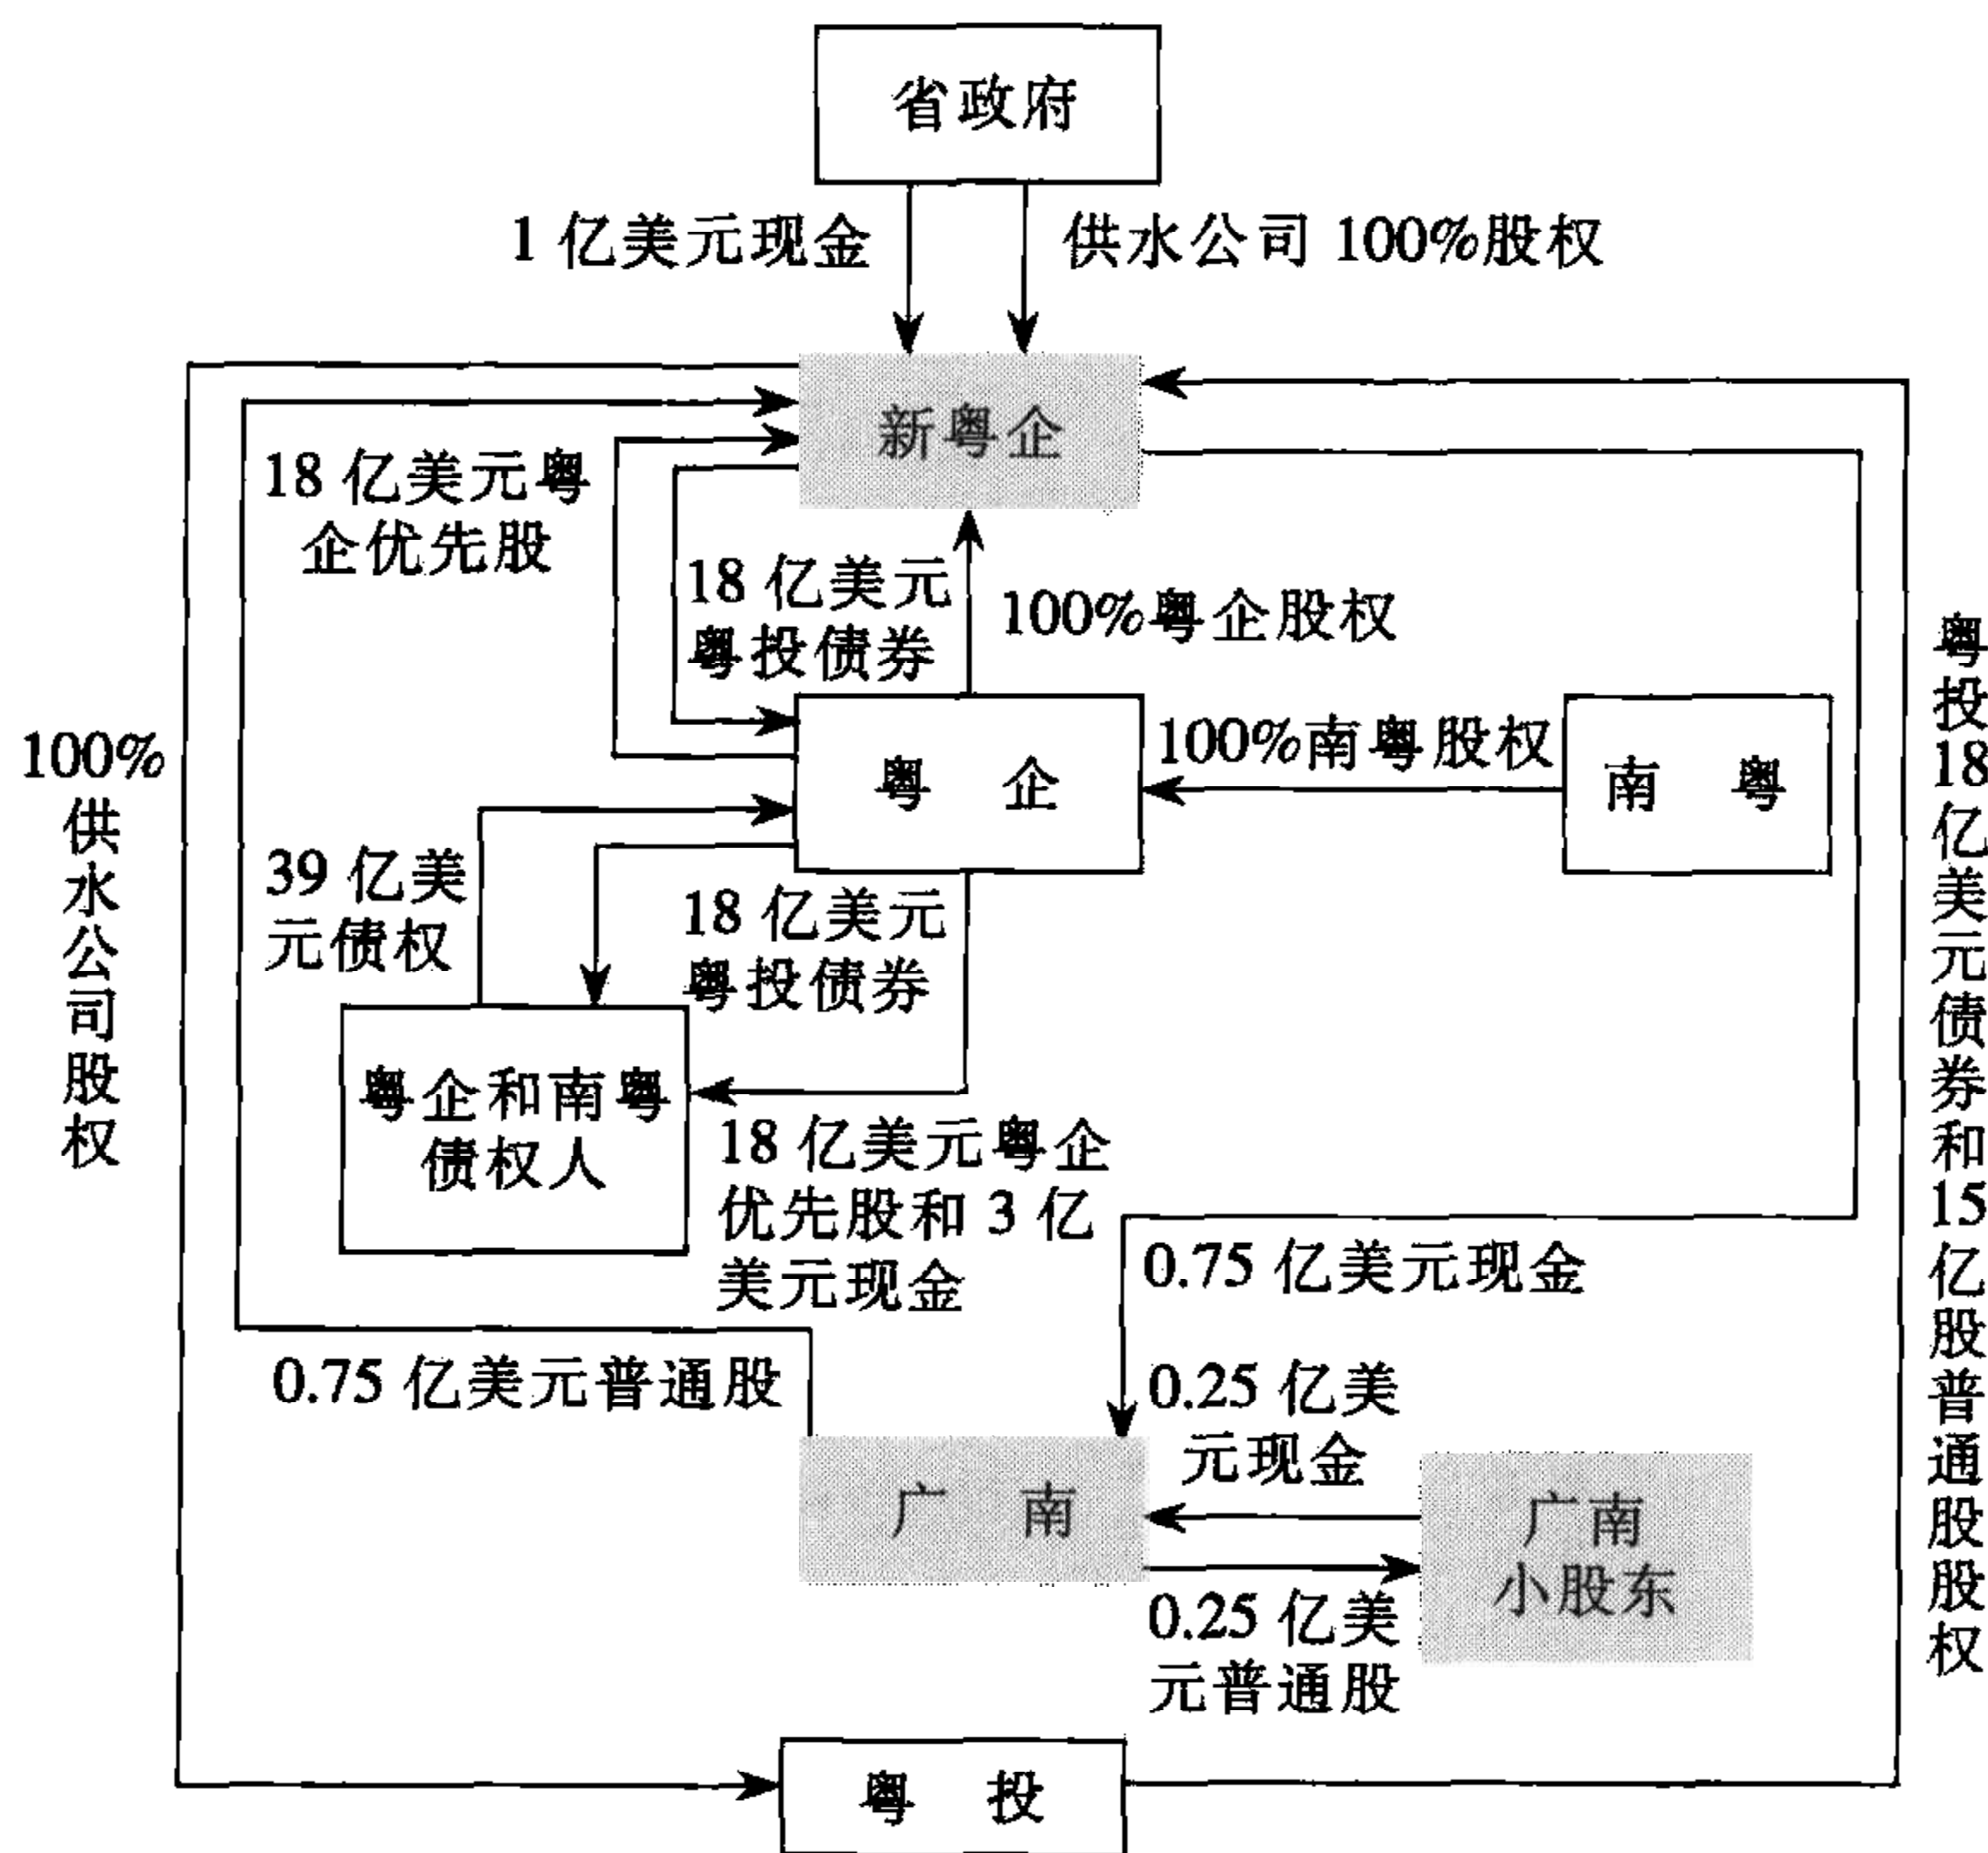 省政府
1 亿美元现金
供水公司 100%股权
新粤企
18 亿美元粤
企优先股
18 亿美元
粤投债券
100%粤企股权
粤 企
100%南粤股权
南 粤
100%
供水公司股权
39 亿美
元债权
18 亿美元
粤投债券
粤企和南粤
债权人
18 亿美元粤企
优先股和 3 亿
美元现金
0.75 亿美元现金
0.75 亿美元普通股
0.25 亿美
元现金
广 南
广南
小股东
0.25 亿美
元普通股
粤投18亿美元债券和15亿股普通股股权
粤 投